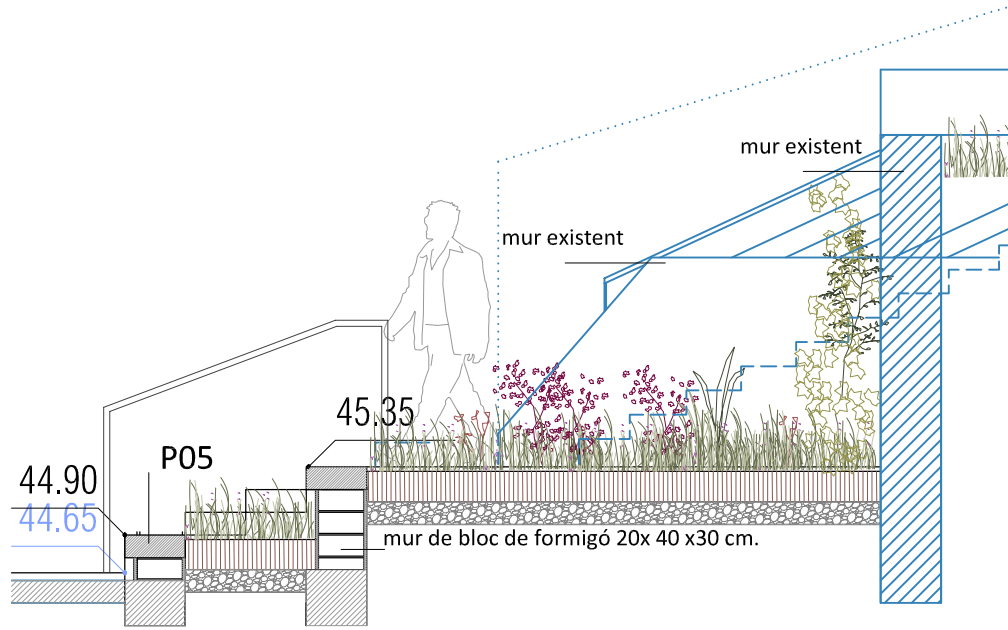 mur existent
mur existent
45.35
P05
44.90
44.65
mur de bloc de formigó 20x 40 x30 cm.